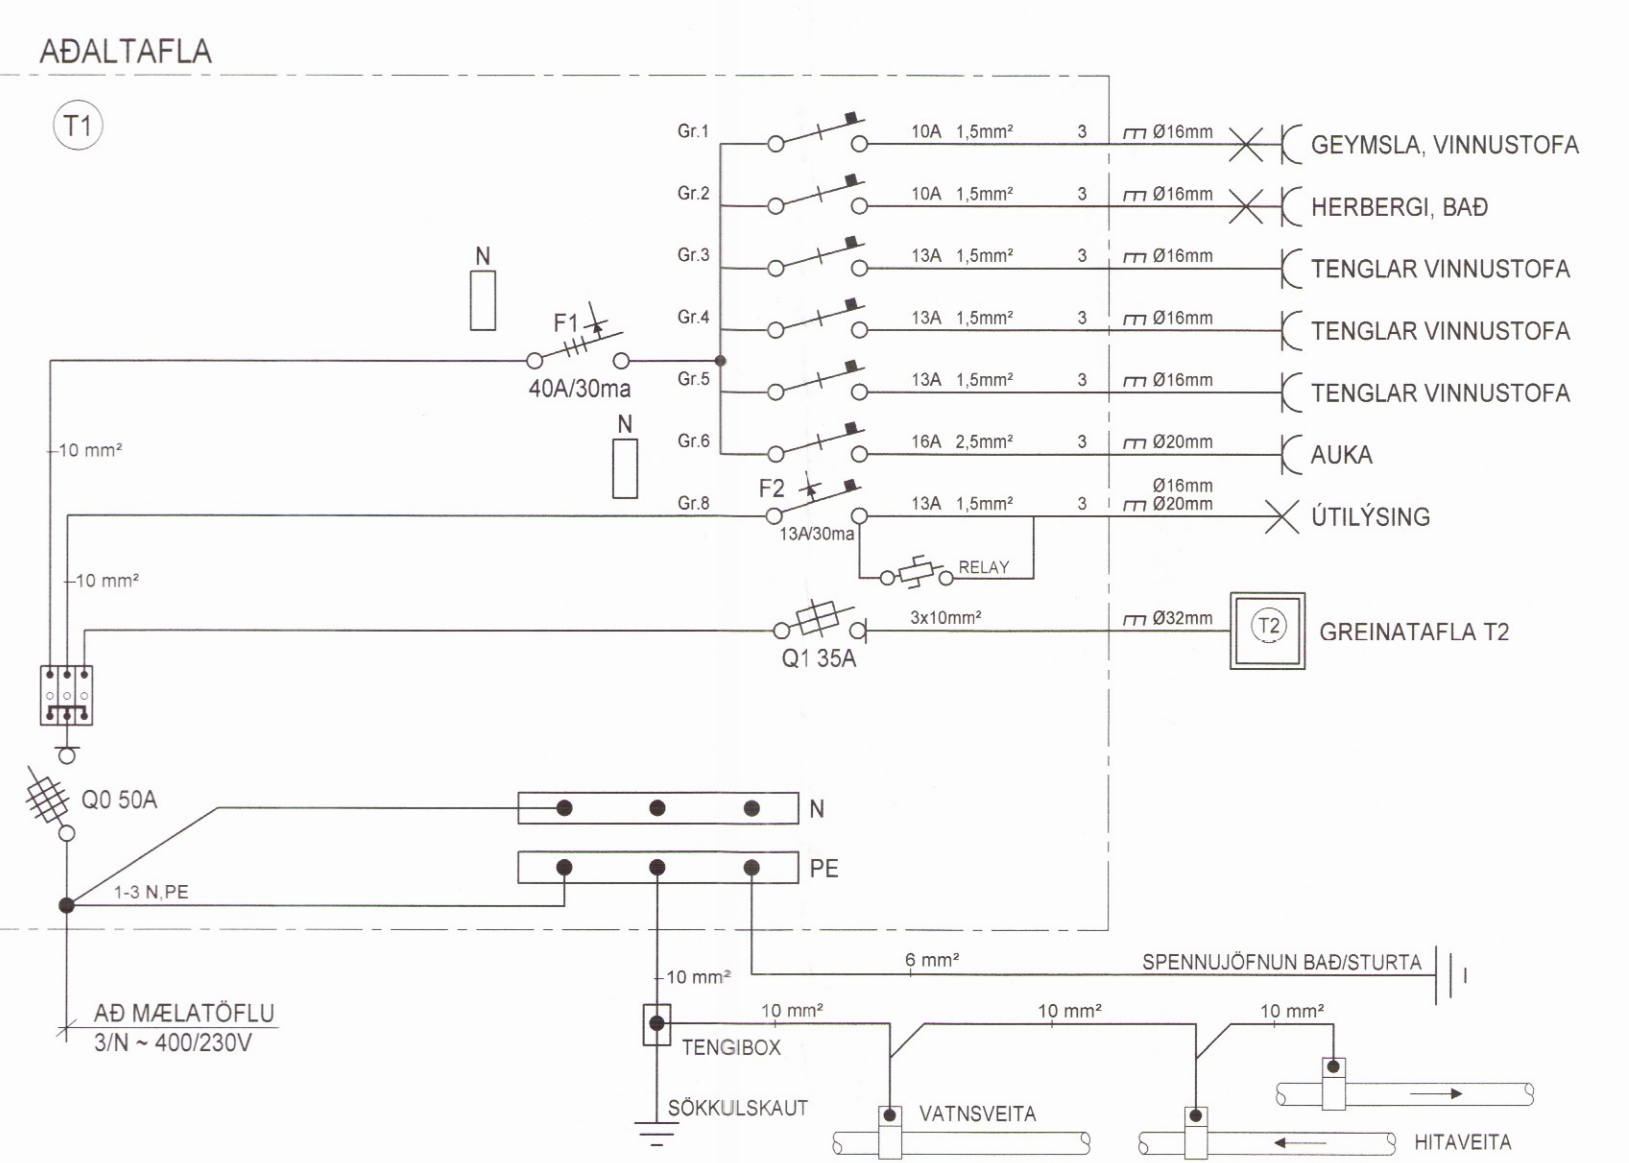 AÐALTAFLA
T1
Gr.1 10A 1,5mm² 3 Ø16mm GEYMSLA, VINNUSTOFA
Gr.2 10A 1,5mm² 3 Ø16mm HERBERGI, BAÐ
N
Gr.3 13A 1,5mm² 3 Ø16mm TENGLAR VINNUSTOFA
F1
Gr.4 13A 1,5mm² 3 Ø16mm TENGLAR VINNUSTOFA
40A/30ma
Gr.5 13A 1,5mm² 3 Ø16mm TENGLAR VINNUSTOFA
N
10 mm²
Gr.6 16A 2,5mm² 3 Ø20mm AUKA
F2
Ø16mm
Gr.8 13A 1,5mm² 3 Ø20mm ÚTILÝSING
13A/30ma
10 mm²
RELAY
3x10mm² Ø32mm T2 GREINATAFLA T2
Q1 35A
Q0 50A
N
PE
1-3 N,PE
10 mm²
6 mm² SPENNUJÖFNUN BAÐ/STURTA
AÐ MÆLATÖFLU
3/N ~ 400/230V
10 mm² 10 mm² 10 mm²
TENGIBOX
SÖKKULSKAUT
VATNSVEITA
HITAVEITA